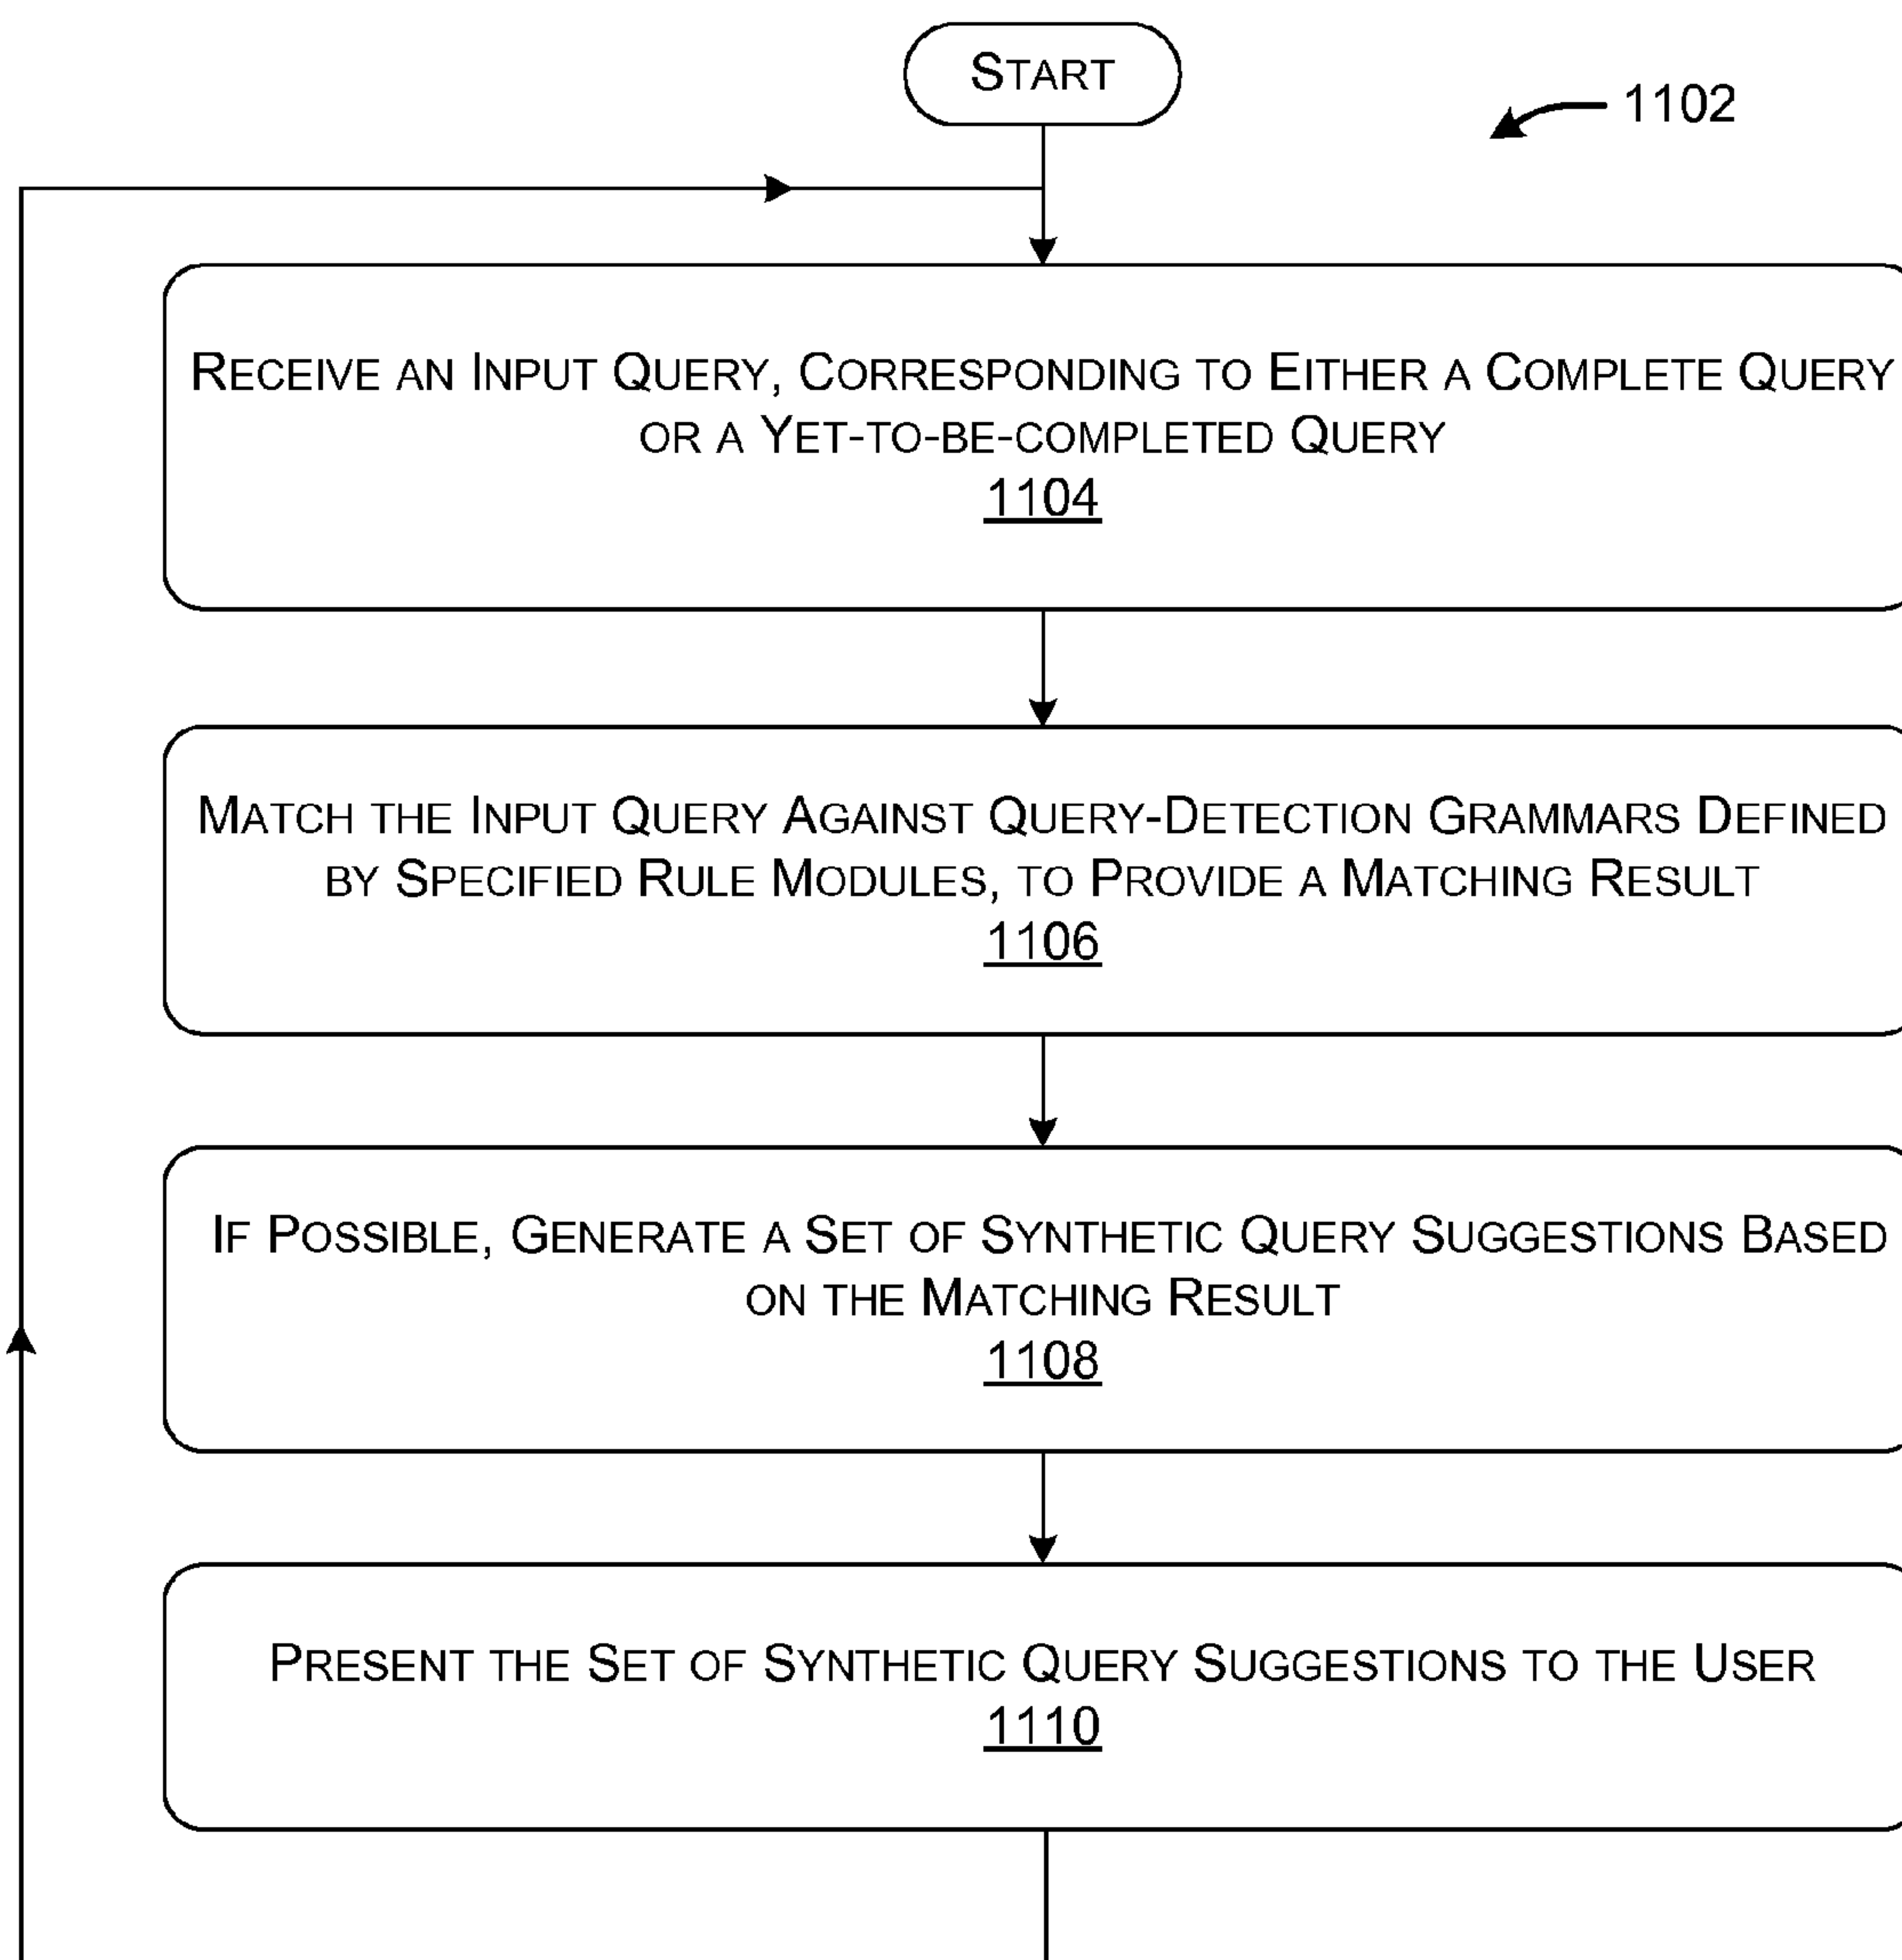 START
1102
RECEIVE AN INPUT QUERY, CORRESPONDING TO EITHER A COMPLETE QUERY
OR A YET-TO-BE-COMPLETED QUERY
1104
MATCH THE INPUT QUERY AGAINST QUERY-DETECTION GRAMMARS DEFINED
BY SPECIFIED RULE MODULES, TO PROVIDE A MATCHING RESULT
1106
IF POSSIBLE, GENERATE A SET OF SYNTHETIC QUERY SUGGESTIONS BASED
ON THE MATCHING RESULT
1108
PRESENT THE SET OF SYNTHETIC QUERY SUGGESTIONS TO THE USER
1110